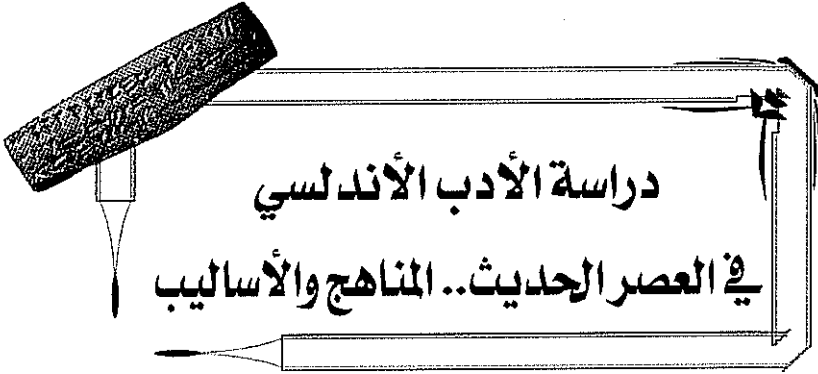 دراسة الأدب الأندلسي
في العصر الحديث.. المناهج والأساليب